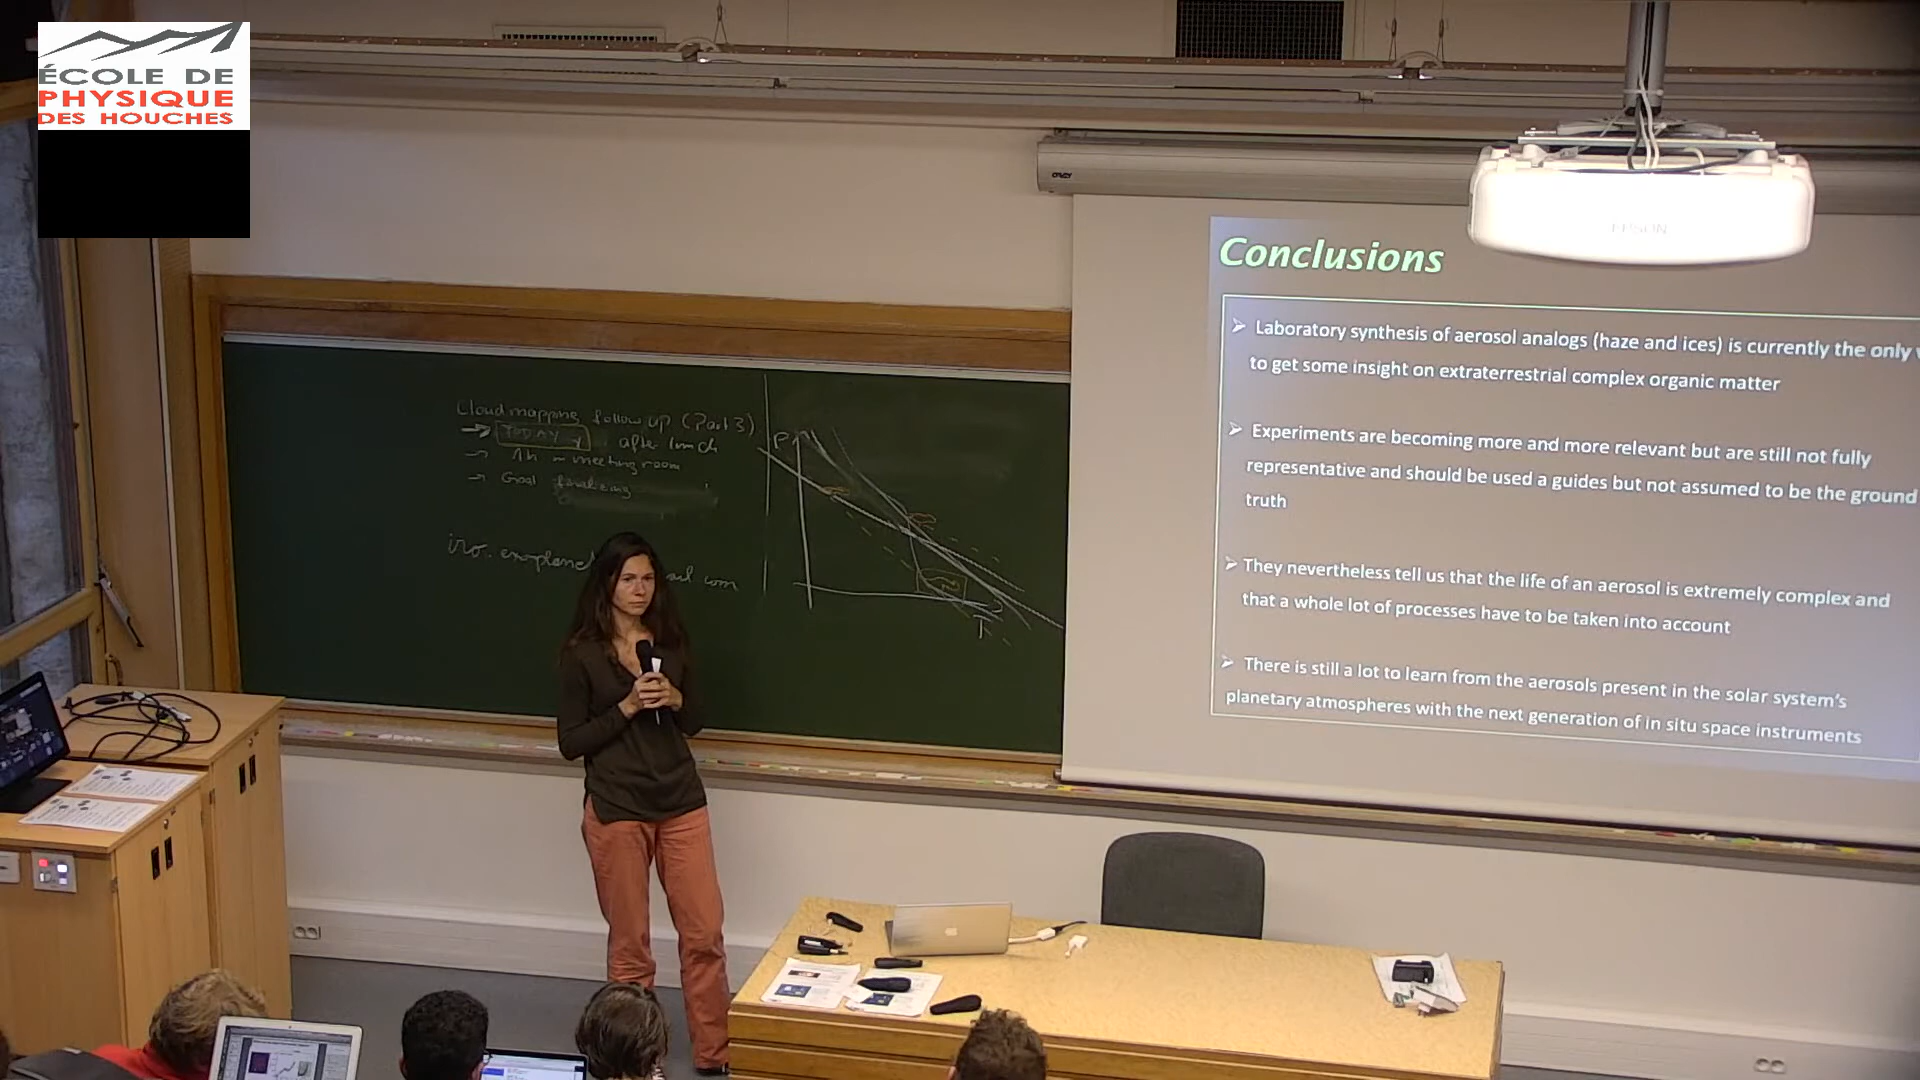 ÉCOLE DE
PHYSIQUE
DES HOUCHES
EPSON
Conclusions
➢ Laboratory synthesis of aerosol analogs (haze and ices) is currently the only
to get some insight on extraterrestrial complex organic matter
➢ Experiments are becoming more and more relevant but are still not fully
representative and should be used a guides but not assumed to be the ground
truth
➢ They nevertheless tell us that the life of an aerosol is extremely complex and
that a whole lot of processes have to be taken into account
➢ There is still a lot to learn from the aerosols present in the solar system's
planetary atmospheres with the next generation of in situ space instruments
Cloud mapping follow up (Part 3)
→ TODAY after lunch
→ 1h in meeting room
→ Goal finalizing
P
T